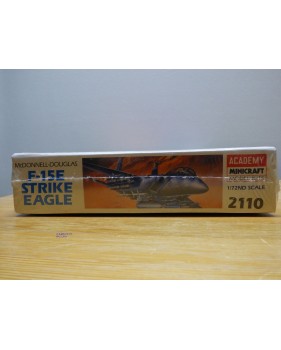 McDONNELL-DOUGLAS
F-15E
STRIKE
EAGLE
ACADEMY
MINICRAFT
1/72ND SCALE
2110